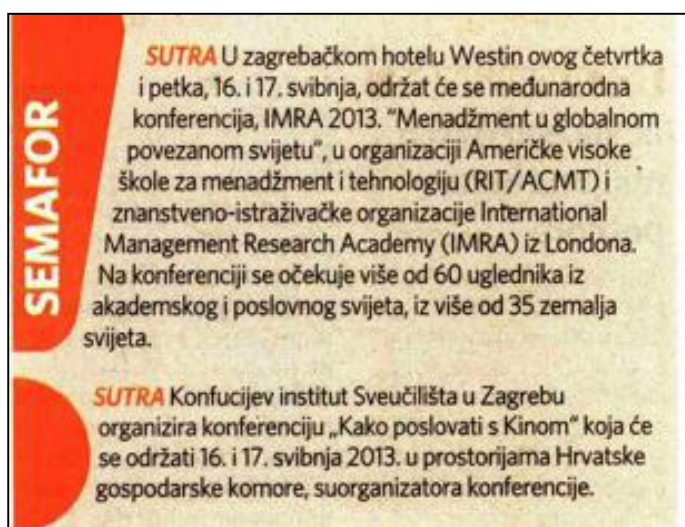 SEMAFOR
SUTRA U zagrebačkom hotelu Westin ovog četvrtka
i petka, 16. i 17. svibnja, održat će se međunarodna
konferencija, IMRA 2013. "Menadžment u globalnom
povezanom svijetu", u organizaciji Američke visoke
škole za menadžment i tehnologiju (RIT/ACMT) i
znanstveno-istraživačke organizacije International
Management Research Academy (IMRA) iz Londona.
Na konferenciji se očekuje više od 60 uglednika iz
akademskog i poslovnog svijeta, iz više od 35 zemalja
svijeta.
SUTRA Konfucijev institut Sveučilišta u Zagrebu
organizira konferenciju „Kako poslovati s Kinom" koja će
se održati 16. i 17. svibnja 2013. u prostorijama Hrvatske
gospodarske komore, suorganizatora konferencije.